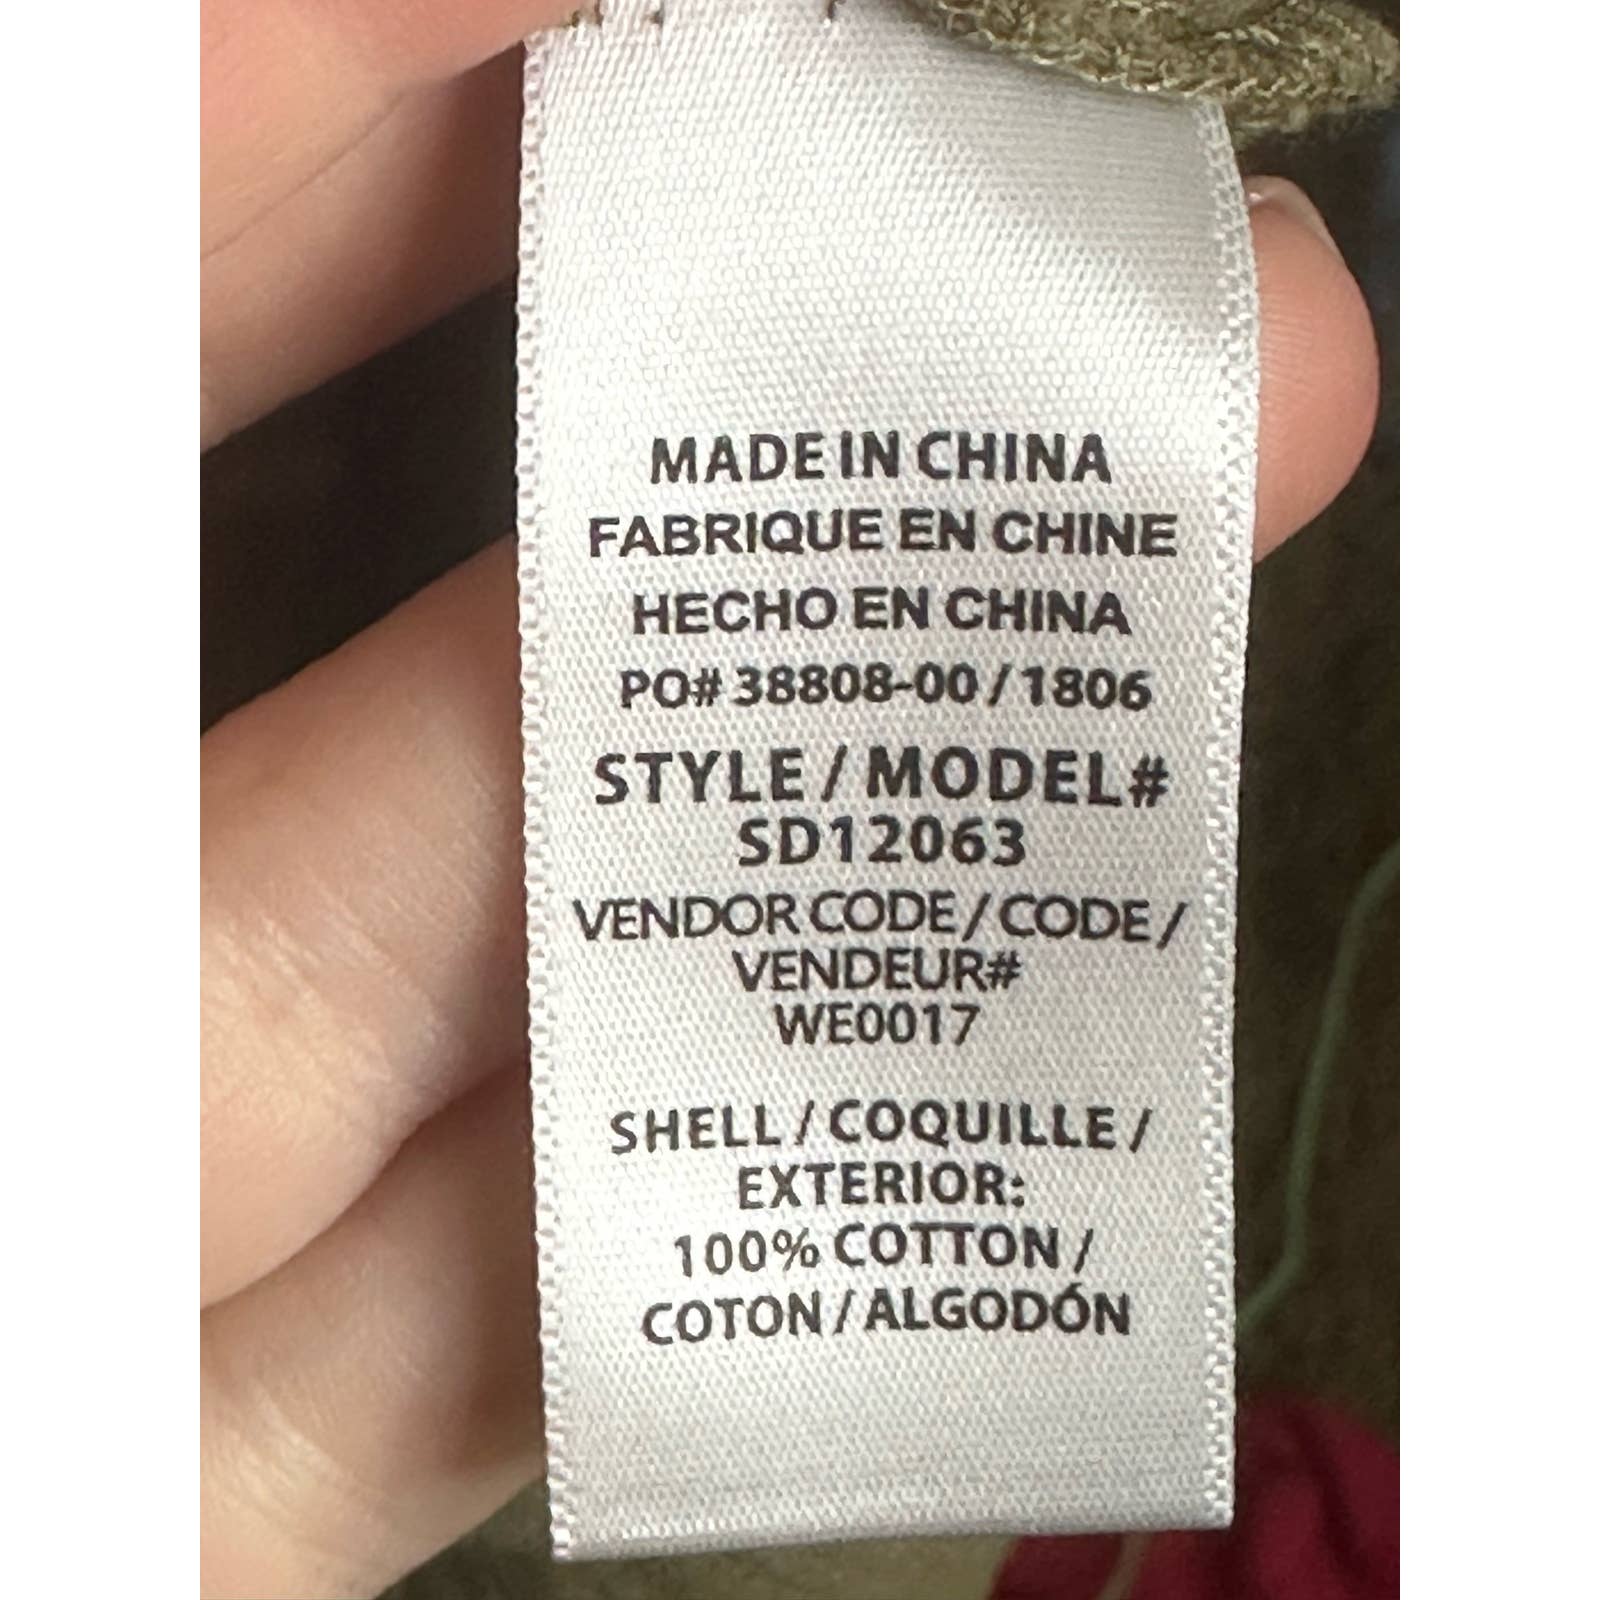 MADE IN CHINA
FABRIQUE EN CHINE
HECHO EN CHINA
PO# 38808-00 / 1806
STYLE / MODEL#
SD12063
VENDOR CODE / CODE /
VENDEUR#
WE0017
SHELL / COQUILLE /
EXTERIOR:
100% COTTON /
COTON / ALGODÓN